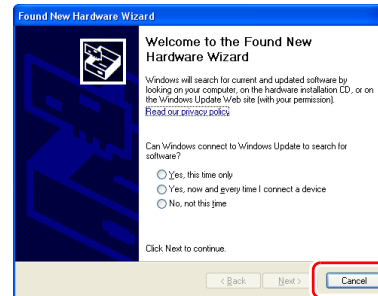 Found New Hardware Wizard
Welcome to the Found New
Hardware Wizard
Windows will search for current and updated software by
looking on your computer, on the hardware installation CD, or on
the Windows Update Web site (with your permission).
Read our privacy policy
Can Windows connect to Windows Update to search for
software?
Yes, this time only
Yes, now and every time I connect a device
No, not this time
Click Next to continue.
< Back
Next >
Cancel